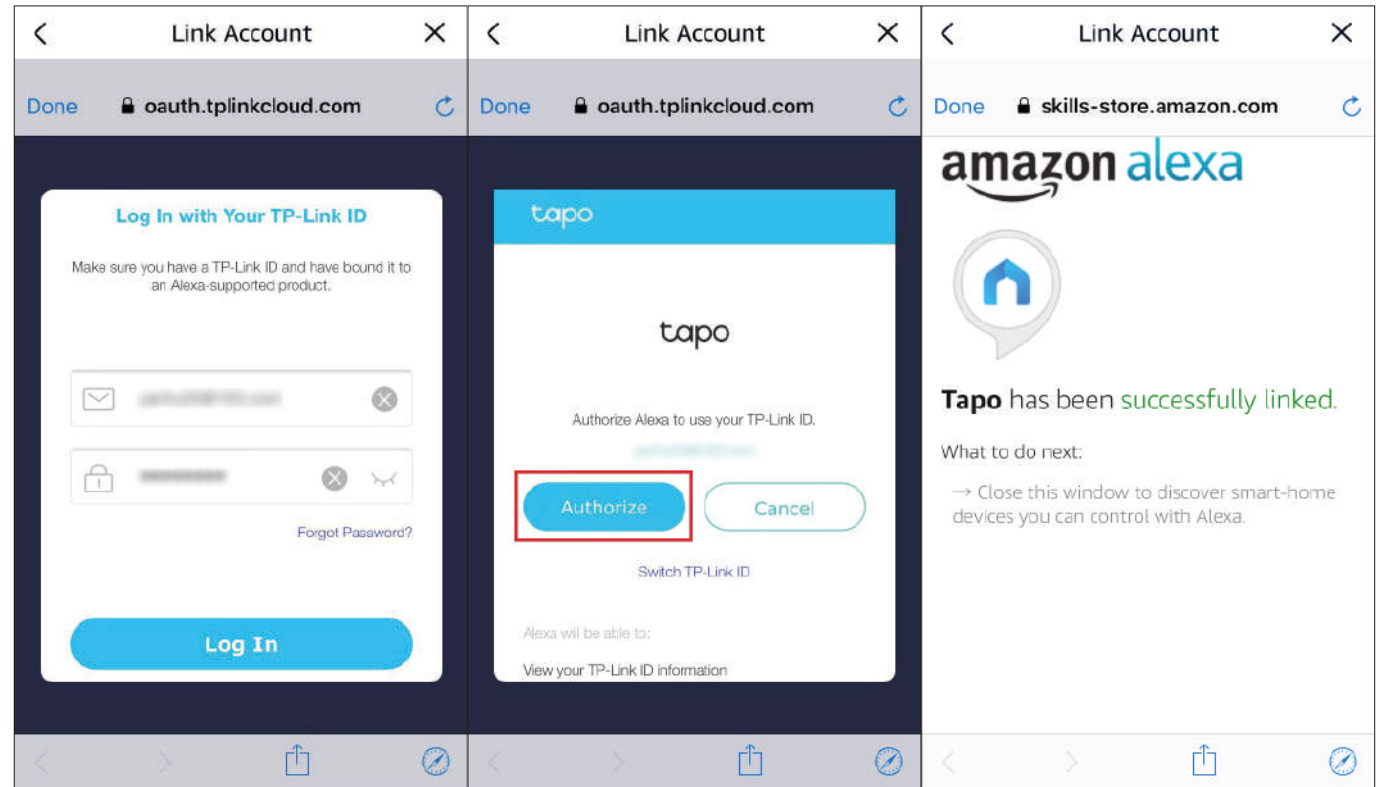 Link Account
Done
oauth.tplinkcloud.com
Log In with Your TP-Link ID
Make sure you have a TP-Link ID and have bound it to
an Alexa-supported product.
Forgot Password?
Log In
Link Account
Done
oauth.tplinkcloud.com
tapo
tapo
Authorize Alexa to use your TP-Link ID.
Authorize
Cancel
Switch TP-Link ID
Alexa will be able to:
View your TP-Link ID information
Link Account
Done
skills-store.amazon.com
amazon alexa
Tapo has been successfully linked.
What to do next:
→ Close this window to discover smart-home
devices you can control with Alexa.